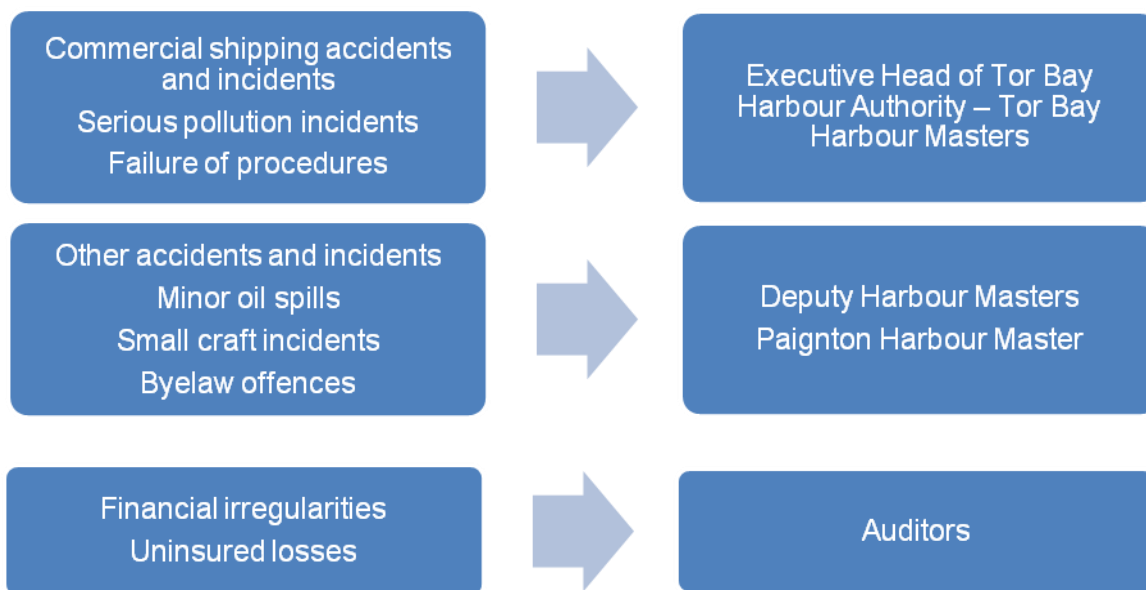 Commercial shipping accidents
and incidents
Serious pollution incidents
Failure of procedures
Executive Head of Tor Bay
Harbour Authority – Tor Bay
Harbour Masters
Other accidents and incidents
Minor oil spills
Small craft incidents
Byelaw offences
Deputy Harbour Masters
Paignton Harbour Master
Financial irregularities
Uninsured losses
Auditors